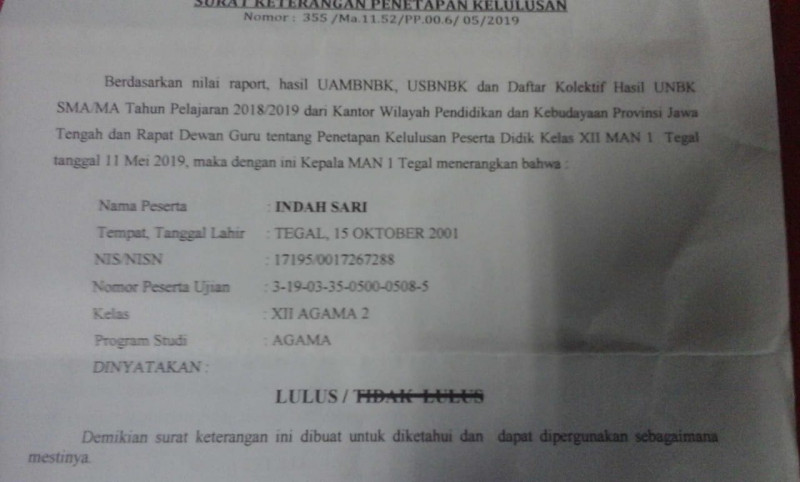 SURAT KETERANGAN PENETAPAN KELULUSAN
Nomor : 355 /Ma.11.52/PP.00.6/ 05/2019
Berdasarkan nilai raport, hasil UAMBNBK, USBNBK dan Daftar Kolektif Hasil UNBK
SMA/MA Tahun Pelajaran 2018/2019 dari Kantor Wilayah Pendidikan dan Kebudayaan Provinsi Jawa
Tengah dan Rapat Dewan Guru tentang Penetapan Kelulusan Peserta Didik Kelas XII MAN 1 Tegal
tanggal 11 Mei 2019, maka dengan ini Kepala MAN 1 Tegal menerangkan bahwa :
Nama Peserta : INDAH SARI
Tempat, Tanggal Lahir : TEGAL, 15 OKTOBER 2001
NIS/NISN : 17195/0017267288
Nomor Peserta Ujian : 3-19-03-35-0500-0508-5
Kelas : XII AGAMA 2
Program Studi : AGAMA
DINYATAKAN :
LULUS / TIDAK LULUS
Demikian surat keterangan ini dibuat untuk diketahui dan dapat dipergunakan sebagaimana
mestinya.